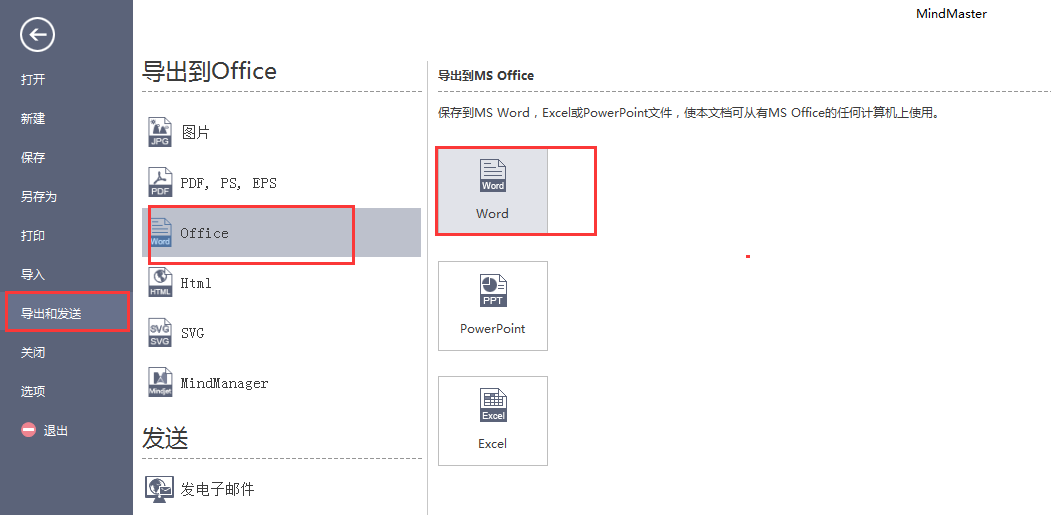 MindMaster
打开
新建
保存
另存为
打印
导入
导出和发送
关闭
选项
退出
导出到Office
JPG 图片
PDF PDF, PS, EPS
Word Office
HTML Html
SVG SVG SVG
Mindjet MindManager
发送
发电子邮件
导出到MS Office
保存到MS Word，Excel或PowerPoint文件，使本文档可从有MS Office的任何计算机上使用。
Word
Word
PPT
PowerPoint
Excel
Excel